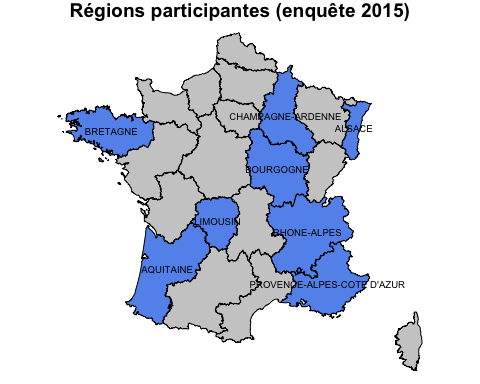 Régions participantes (enquête 2015)
CHAMPAGNE-ARDENNE
ALSACE
BRETAGNE
BOURGOGNE
LIMOUSIN
RHONE-ALPES
AQUITAINE
PROVENCE-ALPES-COTE D'AZUR